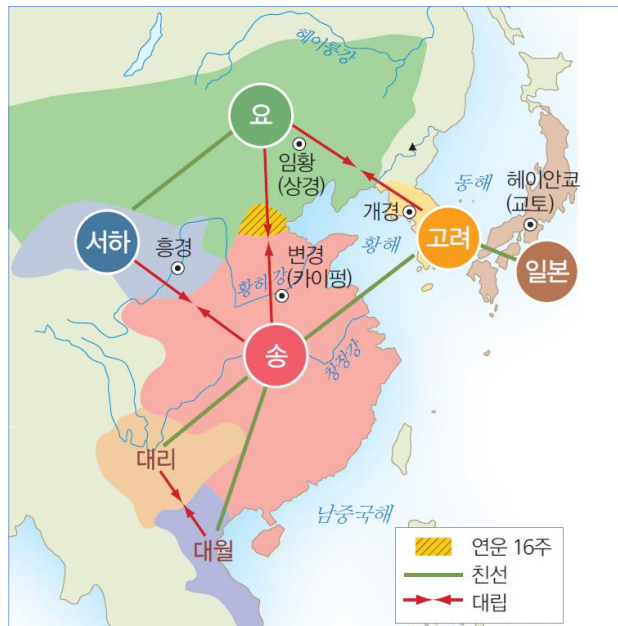 헤이룽강
요
임황
(상경)
동해
헤이안쿄
(교토)
개경
고려
서하
흥경
변경
(카이펑)
황허강
황해
일본
송
창장강
대리
남중국해
대월
연운 16주
친선
대립